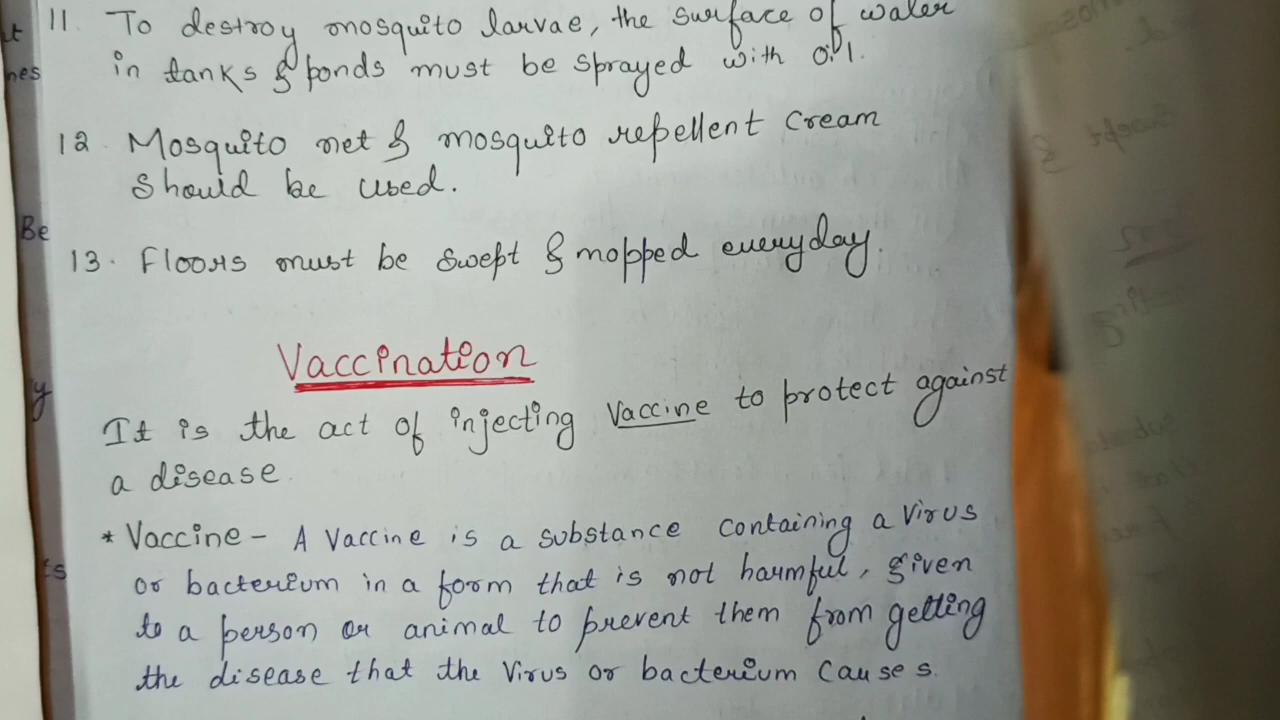 11. To destroy mosquito larvae, the surface of water
in tanks & ponds must be sprayed with oil.
12. Mosquito net & mosquito repellent cream
should be used.
Be
13. Floors must be swept & mopped everyday.
Vaccination
y
It is the act of injecting vaccine to protect against
a disease.
* Vaccine - A vaccine is a substance containing a virus
or bacterium in a form that is not harmful, given
to a person or animal to prevent them from getting
the disease that the virus or bacterium causes.